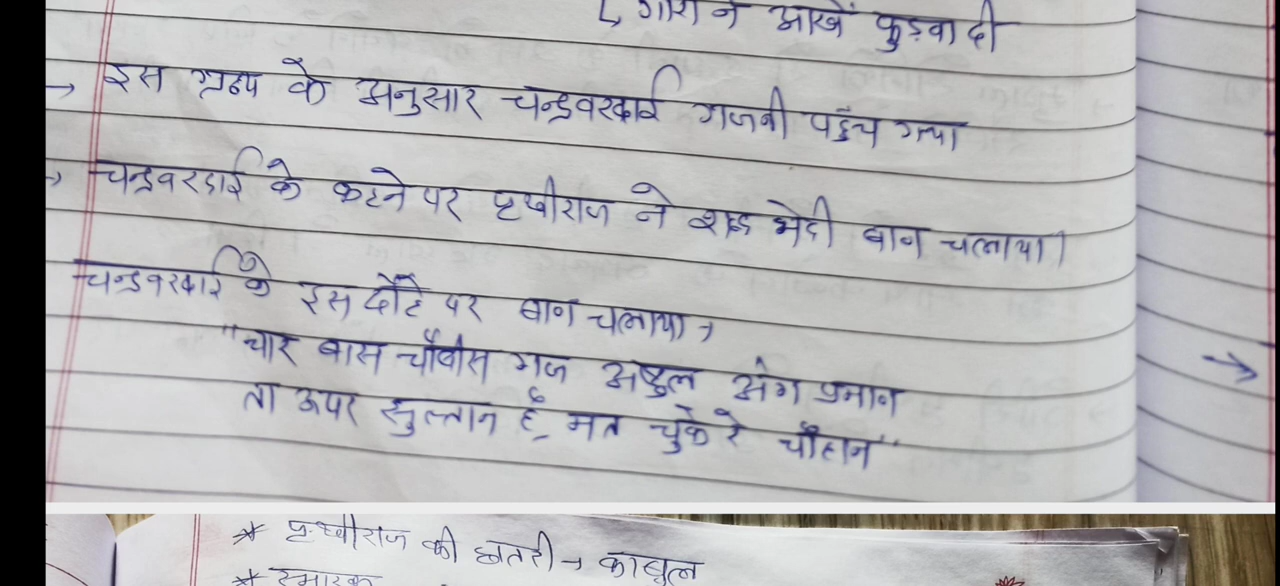 ↳ गौरी ने आखें फुड़वा दी
→ इस ग्रन्थ के अनुसार चन्द्रवरदाई गजनी पहुँच गया
→ चन्द्रवरदाई के कहने पर पृथ्वीराज ने शब्द भेदी बाण चलाया।
चन्द्रवरदाई के इस दोहे पर बाण चलाया,
"चार बास चौबीस गज अष्ठुल अंग प्रमाण
ता ऊपर सुल्तान है, मत चुके रे चौहान"
→
* पृथ्वीराज की छतरी → काबुल
* स्मारक